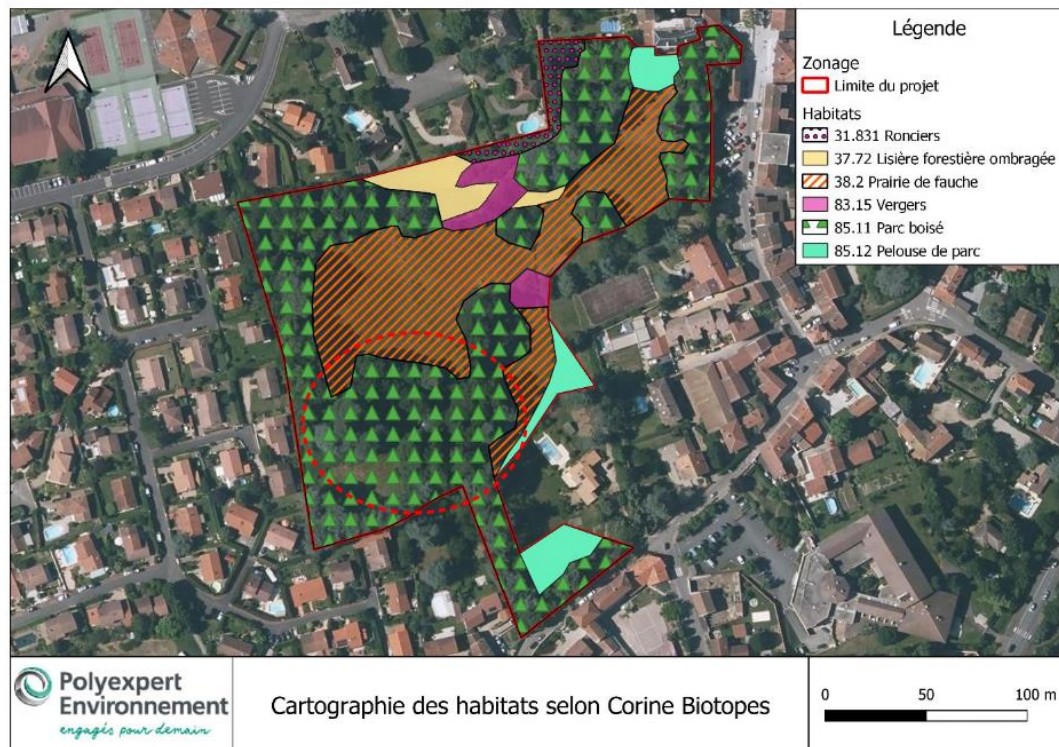 Légende
Zonage
Limite du projet
Habitats
31.831 Ronciers
37.72 Lisière forestière ombragée
38.2 Prairie de fauche
83.15 Vergers
85.11 Parc boisé
85.12 Pelouse de parc
Polyexpert
Environnement
engagés pour demain
Cartographie des habitats selon Corine Biotopes
0 50 100 m